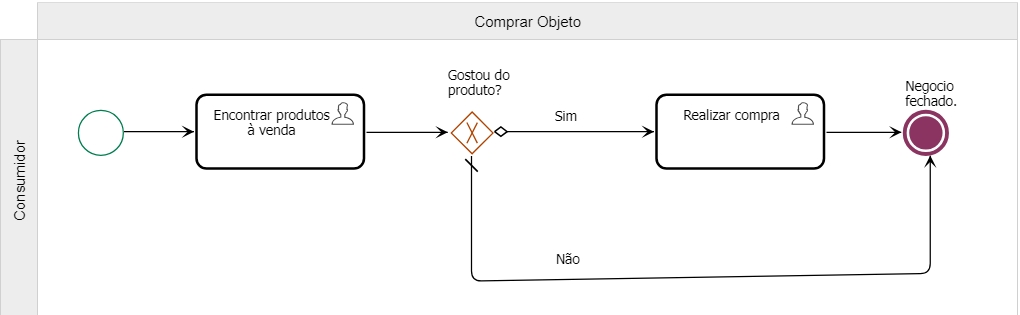 Comprar Objeto
Consumidor
Encontrar produtos
à venda
Gostou do
produto?
Sim
Realizar compra
Negocio
fechado.
Não